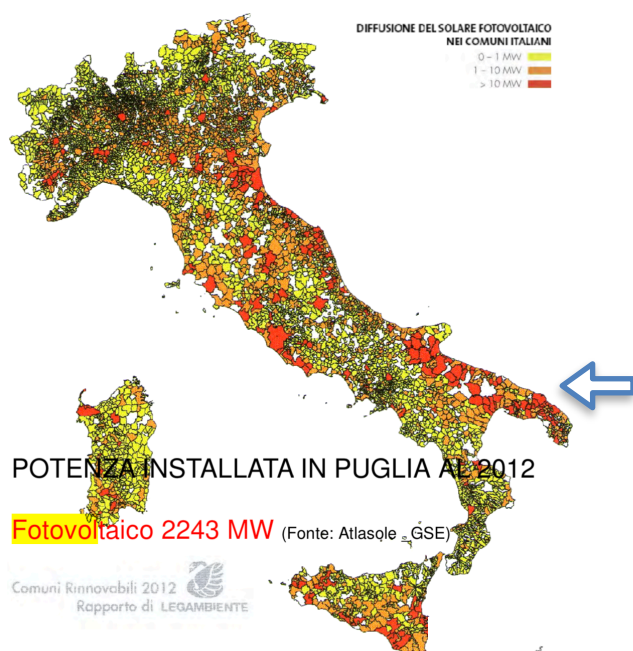 DIFFUSIONE DEL SOLARE FOTOVOLTAICO
NEI COMUNI ITALIANI
0 – 1 MW
1 – 10 MW
> 10 MW
POTENZA INSTALLATA IN PUGLIA AL 2012
Fotovoltaico 2243 MW (Fonte: Atlasole - GSE)
Comuni Rinnovabili 2012
Rapporto di LEGAMBIENTE